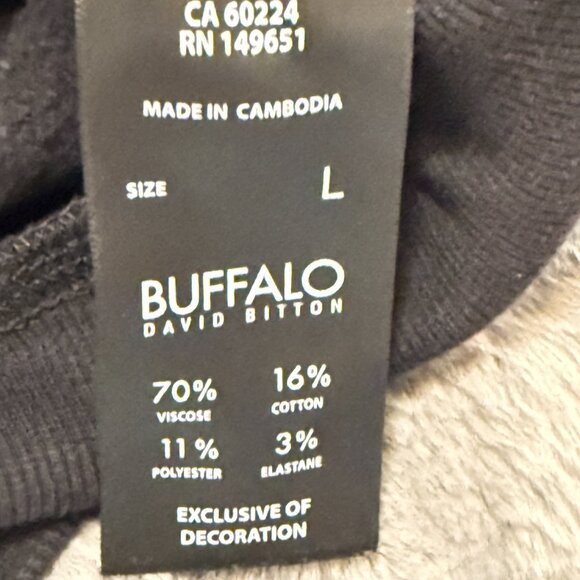 CA 60224
RN 149651
MADE IN CAMBODIA
SIZE L
BUFFALO
DAVID BITTON
70% 16%
VISCOSE COTTON
11% 3%
POLYESTER ELASTANE
EXCLUSIVE OF
DECORATION